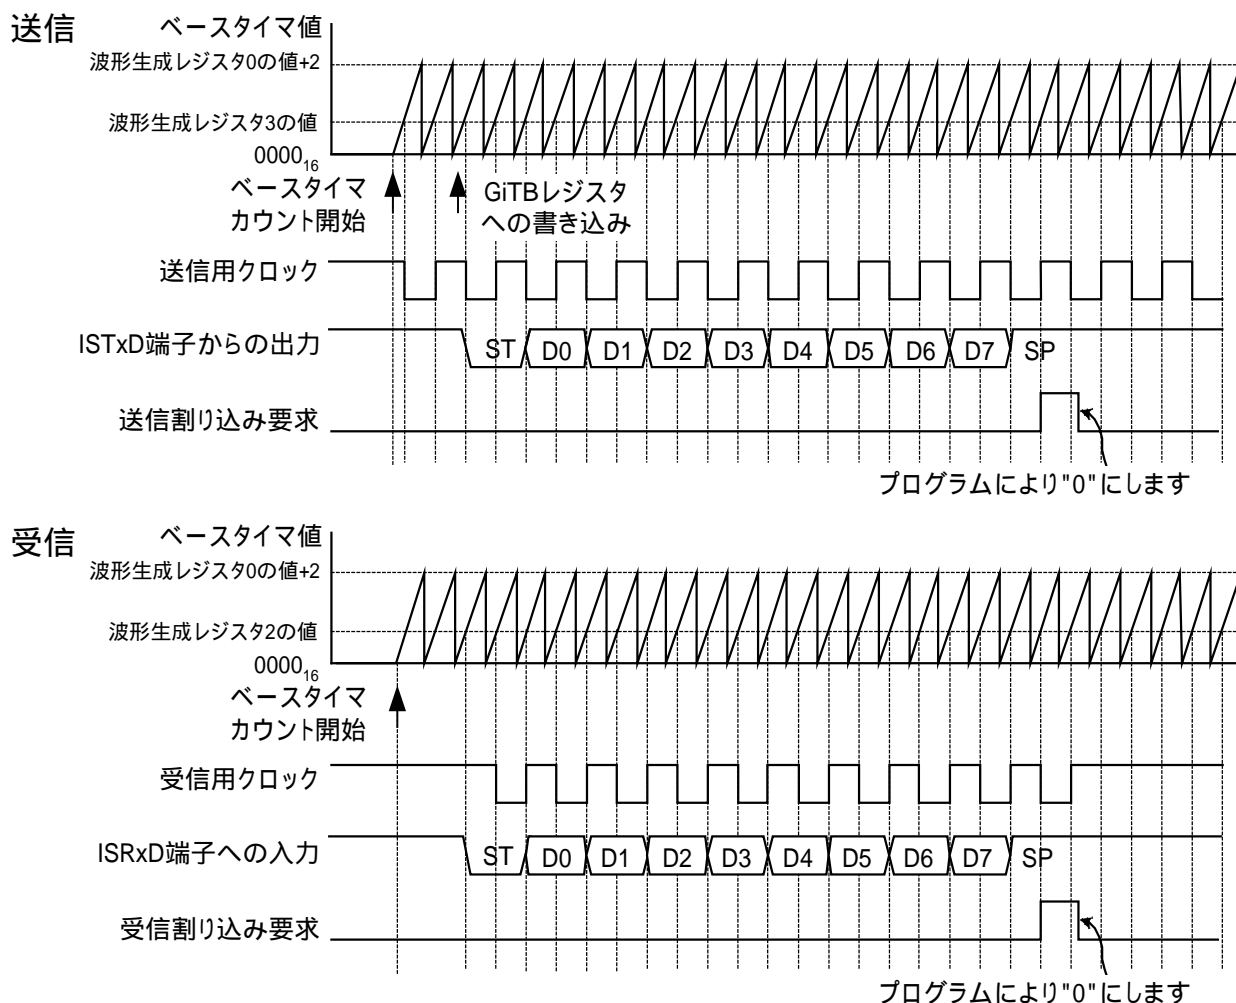 送信
ベースタイマ値
波形生成レジスタ0の値+2
波形生成レジスタ3の値
0000₁₆
ベースタイマ
カウント開始
GiTBレジスタ
への書き込み
送信用クロック
ISTxD端子からの出力
ST D0 D1 D2 D3 D4 D5 D6 D7 SP
送信割り込み要求
プログラムにより"0"にします
受信
ベースタイマ値
波形生成レジスタ0の値+2
波形生成レジスタ2の値
0000₁₆
ベースタイマ
カウント開始
受信用クロック
ISRxD端子への入力
ST D0 D1 D2 D3 D4 D5 D6 D7 SP
受信割り込み要求
プログラムにより"0"にします